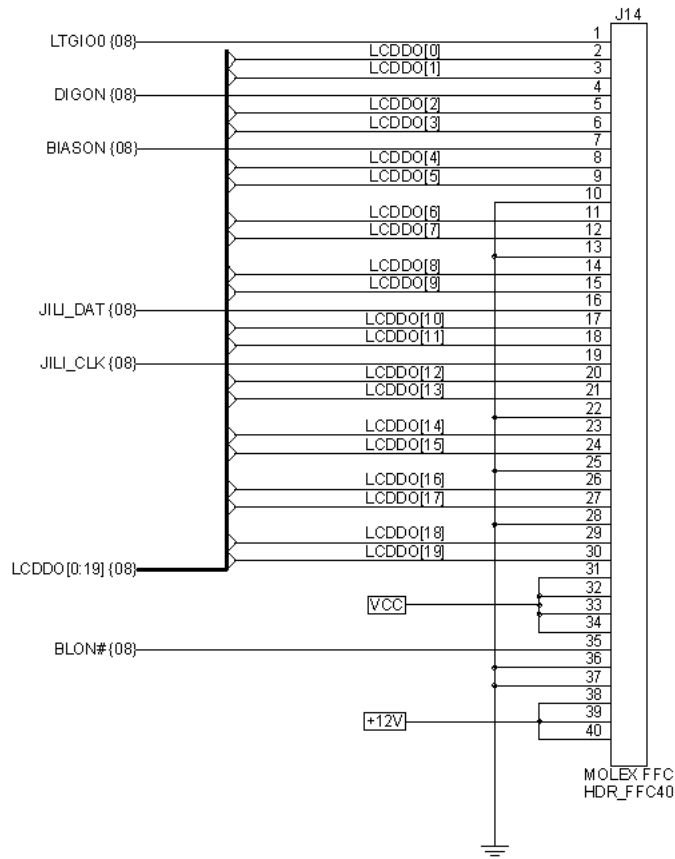 J14
1
LTGIO0 {08}
LCDDO[0]
2
LCDDO[1]
3
4
DIGON {08}
LCDDO[2]
5
LCDDO[3]
6
7
BIASON {08}
LCDDO[4]
8
LCDDO[5]
9
10
LCDDO[6]
11
LCDDO[7]
12
13
LCDDO[8]
14
LCDDO[9]
15
16
JILI_DAT {08}
LCDDO[10]
17
LCDDO[11]
18
19
JILI_CLK {08}
LCDDO[12]
20
LCDDO[13]
21
22
LCDDO[14]
23
LCDDO[15]
24
25
LCDDO[16]
26
LCDDO[17]
27
28
LCDDO[18]
29
LCDDO[19]
30
LCDDO[0:19] {08}
31
32
VCC
33
34
35
BLON# {08}
36
37
38
39
+12V
40
MOLEX FFC
HDR_FFC40